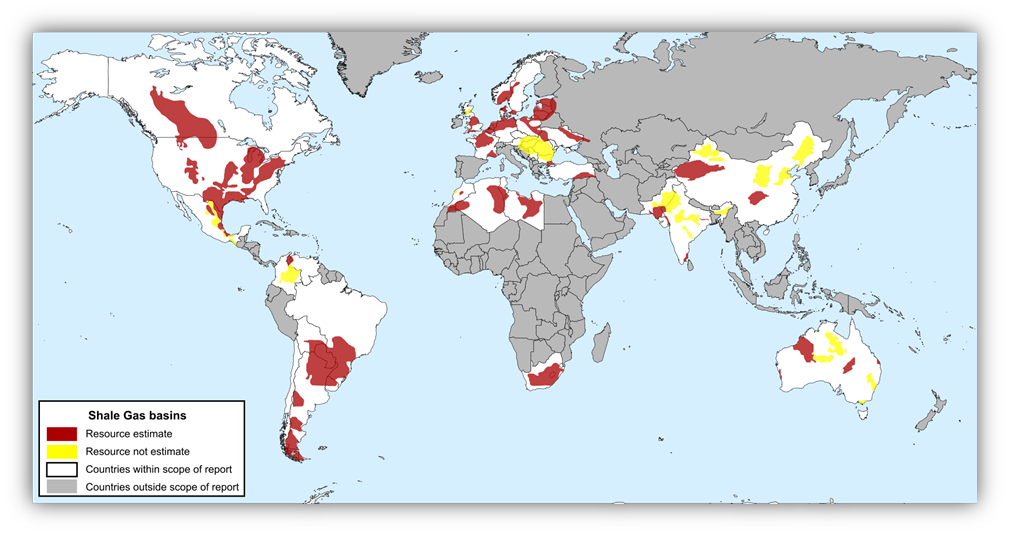 Shale Gas basins
Resource estimate
Resource not estimate
Countries within scope of report
Countries outside scope of report